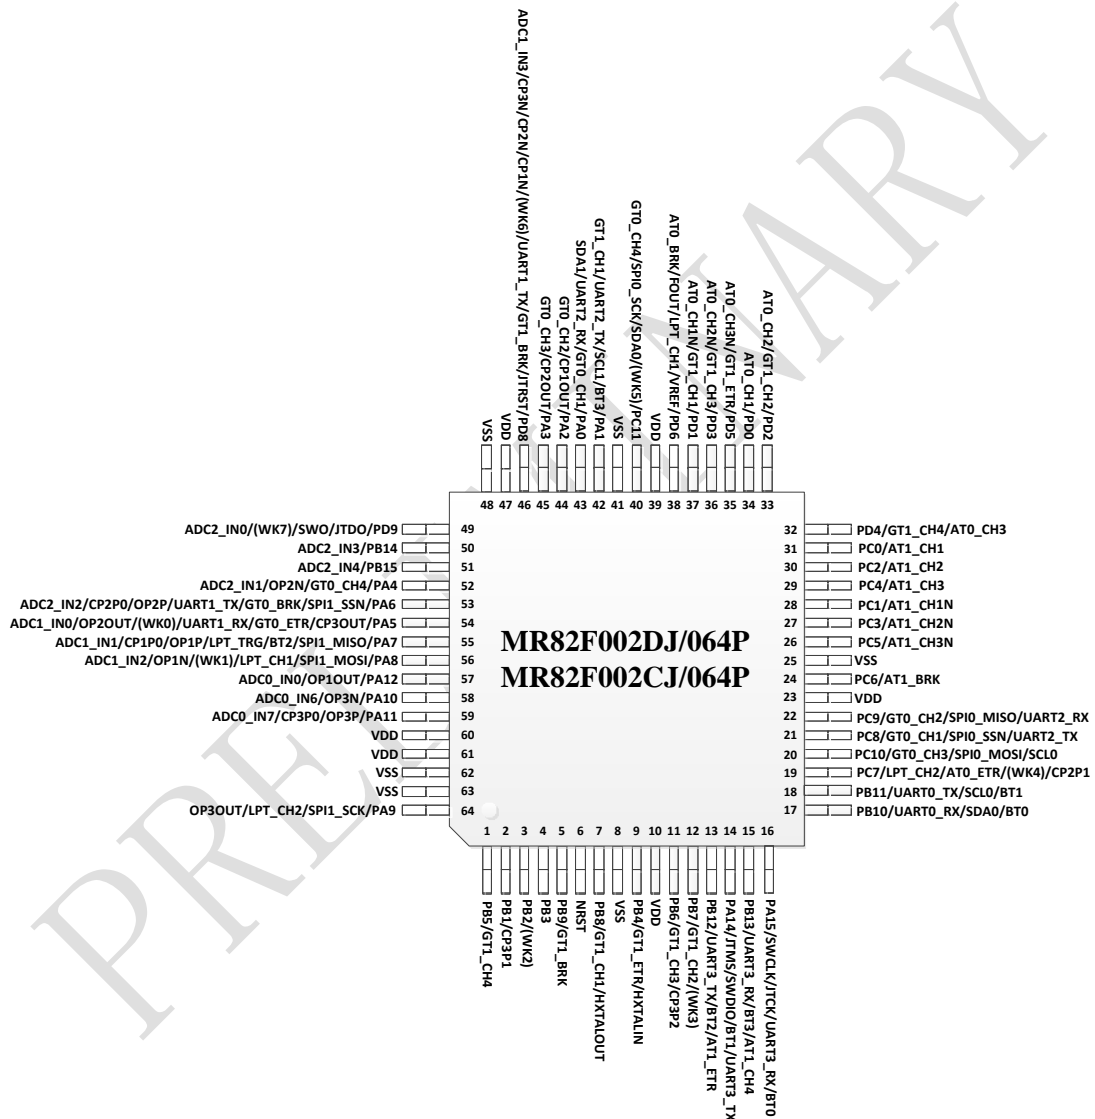 PRELIMINARY
ADC1_IN3/CP3N/CP2N/CP1N/(WK6)/UART1_TX/GT1_BRK/JTRST/PD8
GT0_CH3/CP2OUT/PA3
GT0_CH2/CP1OUT/PA2
SDA1/UART2_RX/GT0_CH1/PA0
GT1_CH1/UART2_TX/SCL1/BT3/PA1
VSS
GT0_CH4/SPI0_SCK/SDA0/(WK5)/PC11
VDD
AT0_BRK/FOUT/LPT_CH1/VREF/PD6
AT0_CH1N/GT1_CH1/PD1
AT0_CH2N/GT1_CH3/PD3
AT0_CH3N/GT1_ETR/PD5
AT0_CH1/PD0
AT0_CH2/GT1_CH2/PD2
VSS
VDD
48 47 46 45 44 43 42 41 40 39 38 37 36 35 34 33
ADC2_IN0/(WK7)/SWO/JTDO/PD9 49
ADC2_IN3/PB14 50
ADC2_IN4/PB15 51
ADC2_IN1/OP2N/GT0_CH4/PA4 52
ADC2_IN2/CP2P0/OP2P/UART1_TX/GT0_BRK/SPI1_SSN/PA6 53
ADC1_IN0/OP2OUT/(WK0)/UART1_RX/GT0_ETR/CP3OUT/PA5 54
ADC1_IN1/CP1P0/OP1P/LPT_TRG/BT2/SPI1_MISO/PA7 55
ADC1_IN2/OP1N/(WK1)/LPT_CH1/SPI1_MOSI/PA8 56
ADC0_IN0/OP1OUT/PA12 57
ADC0_IN6/OP3N/PA10 58
ADC0_IN7/CP3P0/OP3P/PA11 59
VDD 60
VDD 61
VSS 62
VSS 63
OP3OUT/LPT_CH2/SPI1_SCK/PA9 64
MR82F002DJ/064P
MR82F002CJ/064P
32 PD4/GT1_CH4/AT0_CH3
31 PC0/AT1_CH1
30 PC2/AT1_CH2
29 PC4/AT1_CH3
28 PC1/AT1_CH1N
27 PC3/AT1_CH2N
26 PC5/AT1_CH3N
25 VSS
24 PC6/AT1_BRK
23 VDD
22 PC9/GT0_CH2/SPI0_MISO/UART2_RX
21 PC8/GT0_CH1/SPI0_SSN/UART2_TX
20 PC10/GT0_CH3/SPI0_MOSI/SCL0
19 PC7/LPT_CH2/AT0_ETR/(WK4)/CP2P1
18 PB11/UART0_TX/SCL0/BT1
17 PB10/UART0_RX/SDA0/BT0
1 2 3 4 5 6 7 8 9 10 11 12 13 14 15 16
PB5/GT1_CH4
PB1/CP3P1
PB2/(WK2)
PB3
PB9/GT1_BRK
NRST
PB8/GT1_CH1/HXTALOUT
VSS
PB4/GT1_ETR/HXTALIN
VDD
PB6/GT1_CH3/CP3P2
PB7/GT1_CH2/(WK3)
PB12/UART3_TX/BT2/AT1_ETR
PA14/JTMS/SWDIO/BT1/UART3_TX
PB13/UART3_RX/BT3/AT1_CH4
PA15/SWCLK/JTCK/UART3_RX/BT0